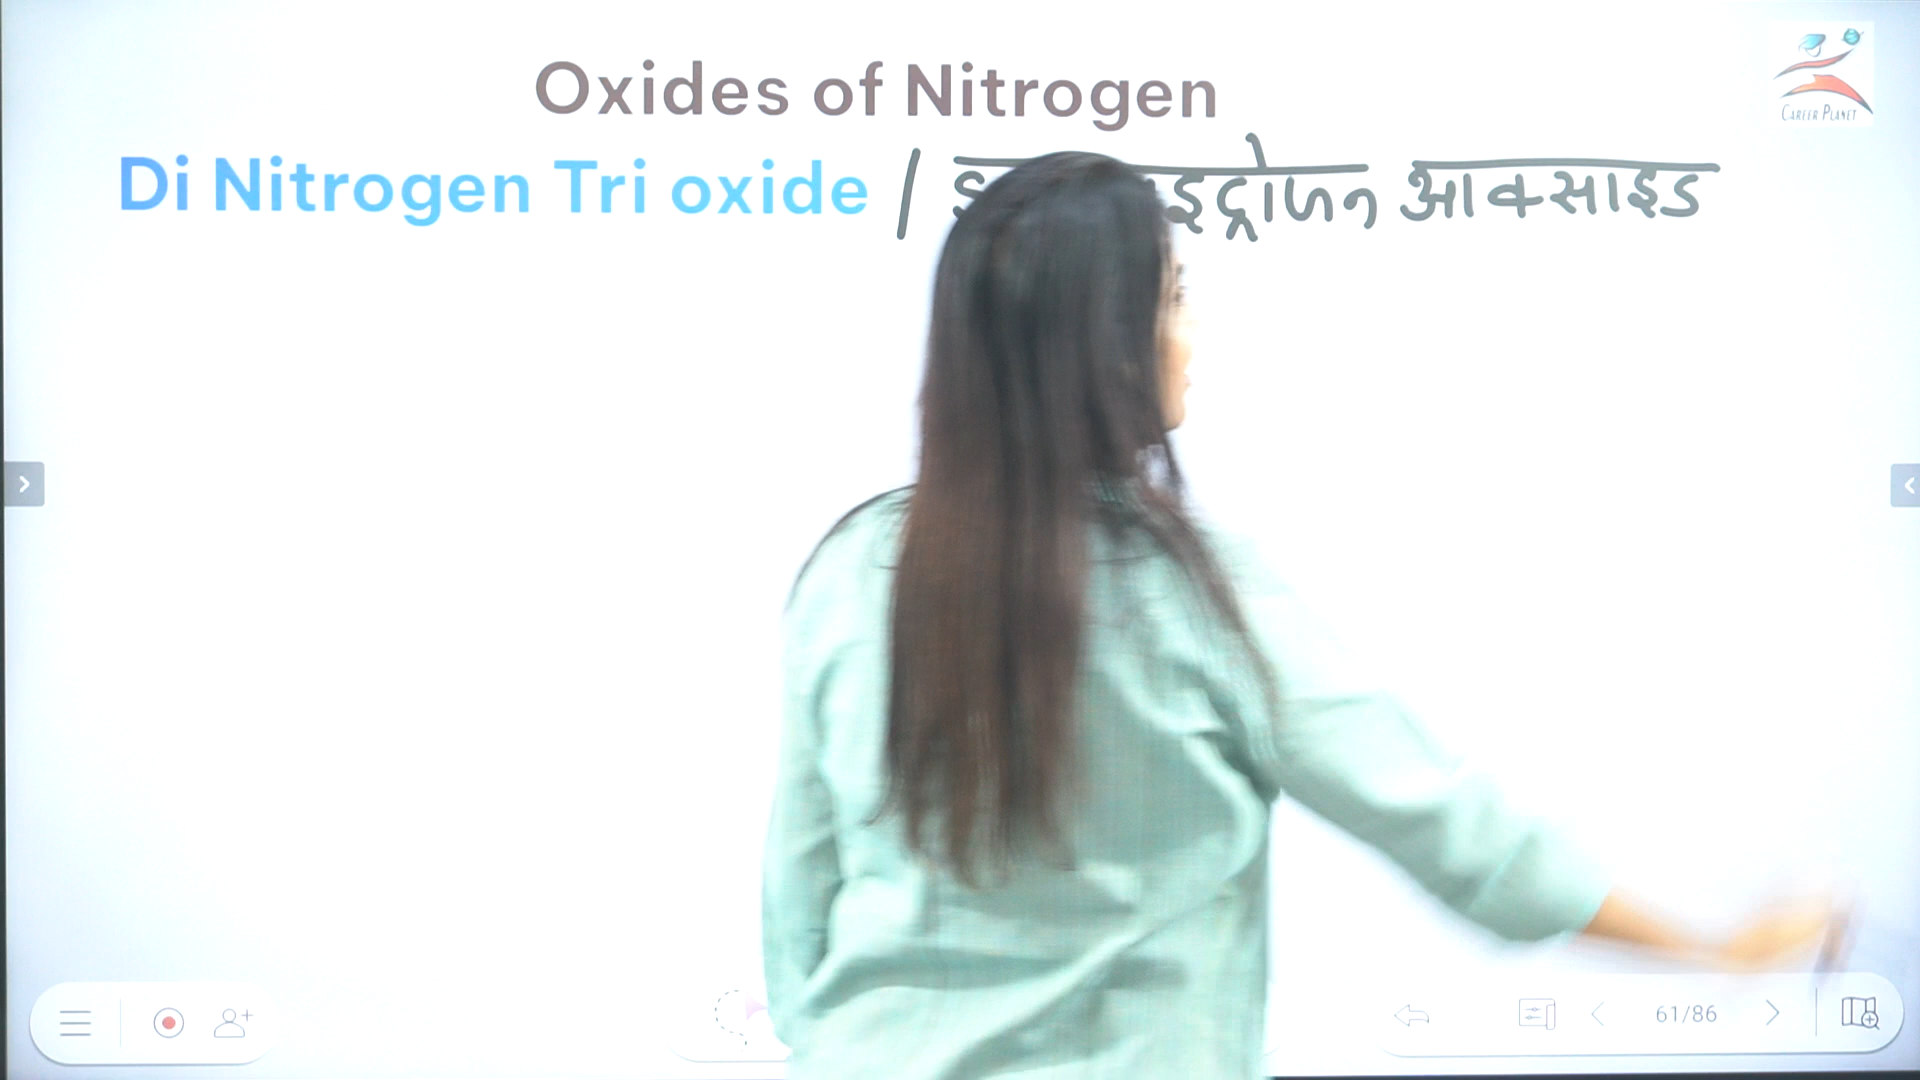 Oxides of Nitrogen
CAREER PLANET
Di Nitrogen Tri oxide / आक्साइड
61/86